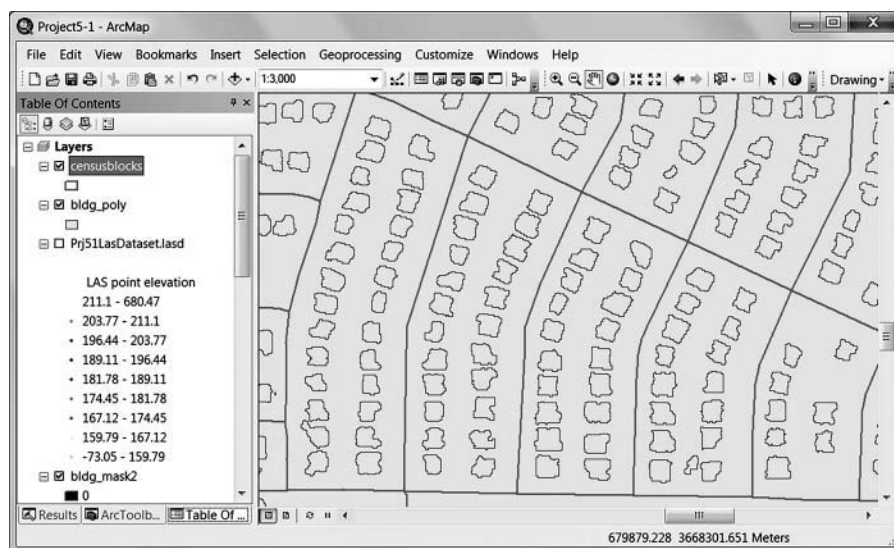 Project5-1 - ArcMap
File Edit View Bookmarks Insert Selection Geoprocessing Customize Windows Help
1:3,000
Drawing
Table Of Contents
Layers
censusblocks
bldg_poly
Prj51LasDataset.lasd
LAS point elevation
211.1 - 680.47
203.77 - 211.1
196.44 - 203.77
189.11 - 196.44
181.78 - 189.11
174.45 - 181.78
167.12 - 174.45
159.79 - 167.12
-73.05 - 159.79
bldg_mask2
0
Results ArcToolb... Table Of ...
679879.228 3668301.651 Meters